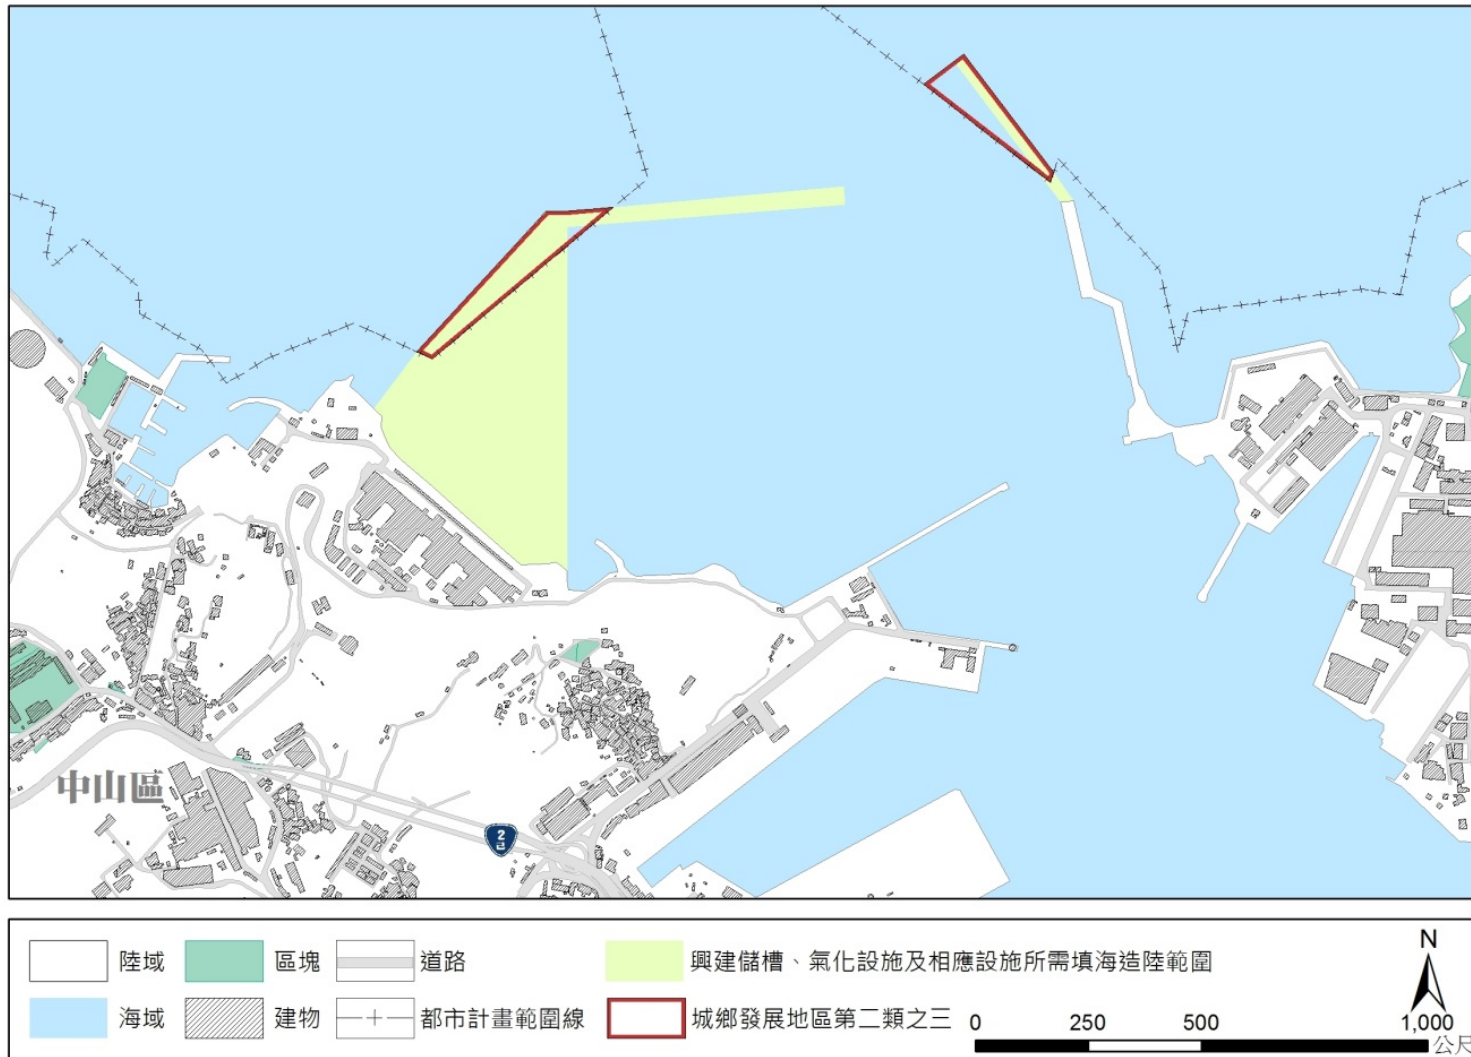 中山區
2
己
陸域
區塊
道路
興建儲槽、氣化設施及相應設施所需填海造陸範圍
N
海域
建物
都市計畫範圍線
城鄉發展地區第二類之三
0
250
500
1,000
公尺